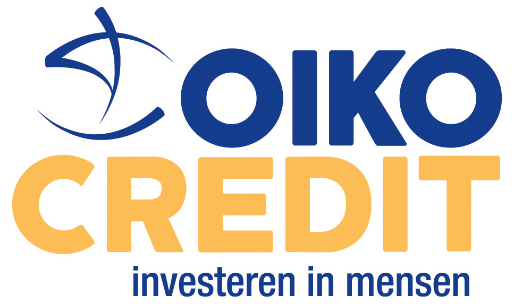 OIKO
CREDIT
investeren in mensen